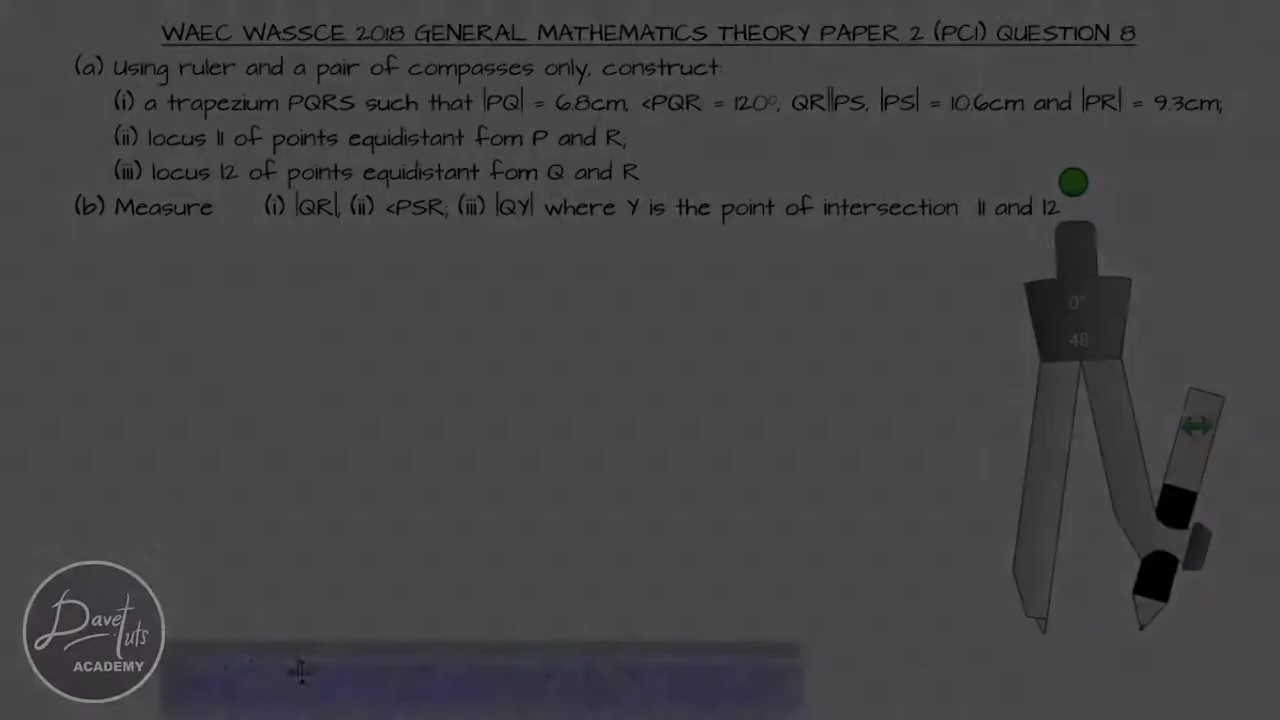 WAEC WASSCE 2018 GENERAL MATHEMATICS THEORY PAPER 2 (PC1) QUESTION 8
(a) Using ruler and a pair of compasses only, construct:
(i) a trapezium PQRS such that |PQ| = 6.8cm, <PQR = 120°, QR||PS, |PS| = 10.6cm and |PR| = 9.3cm;
(ii) locus l1 of points equidistant fom P and R;
(iii) locus l2 of points equidistant fom Q and R
(b) Measure (i) |QR|; (ii) <PSR; (iii) |QY| where Y is the point of intersection l1 and l2
0°
48
Dave Tuts
ACADEMY